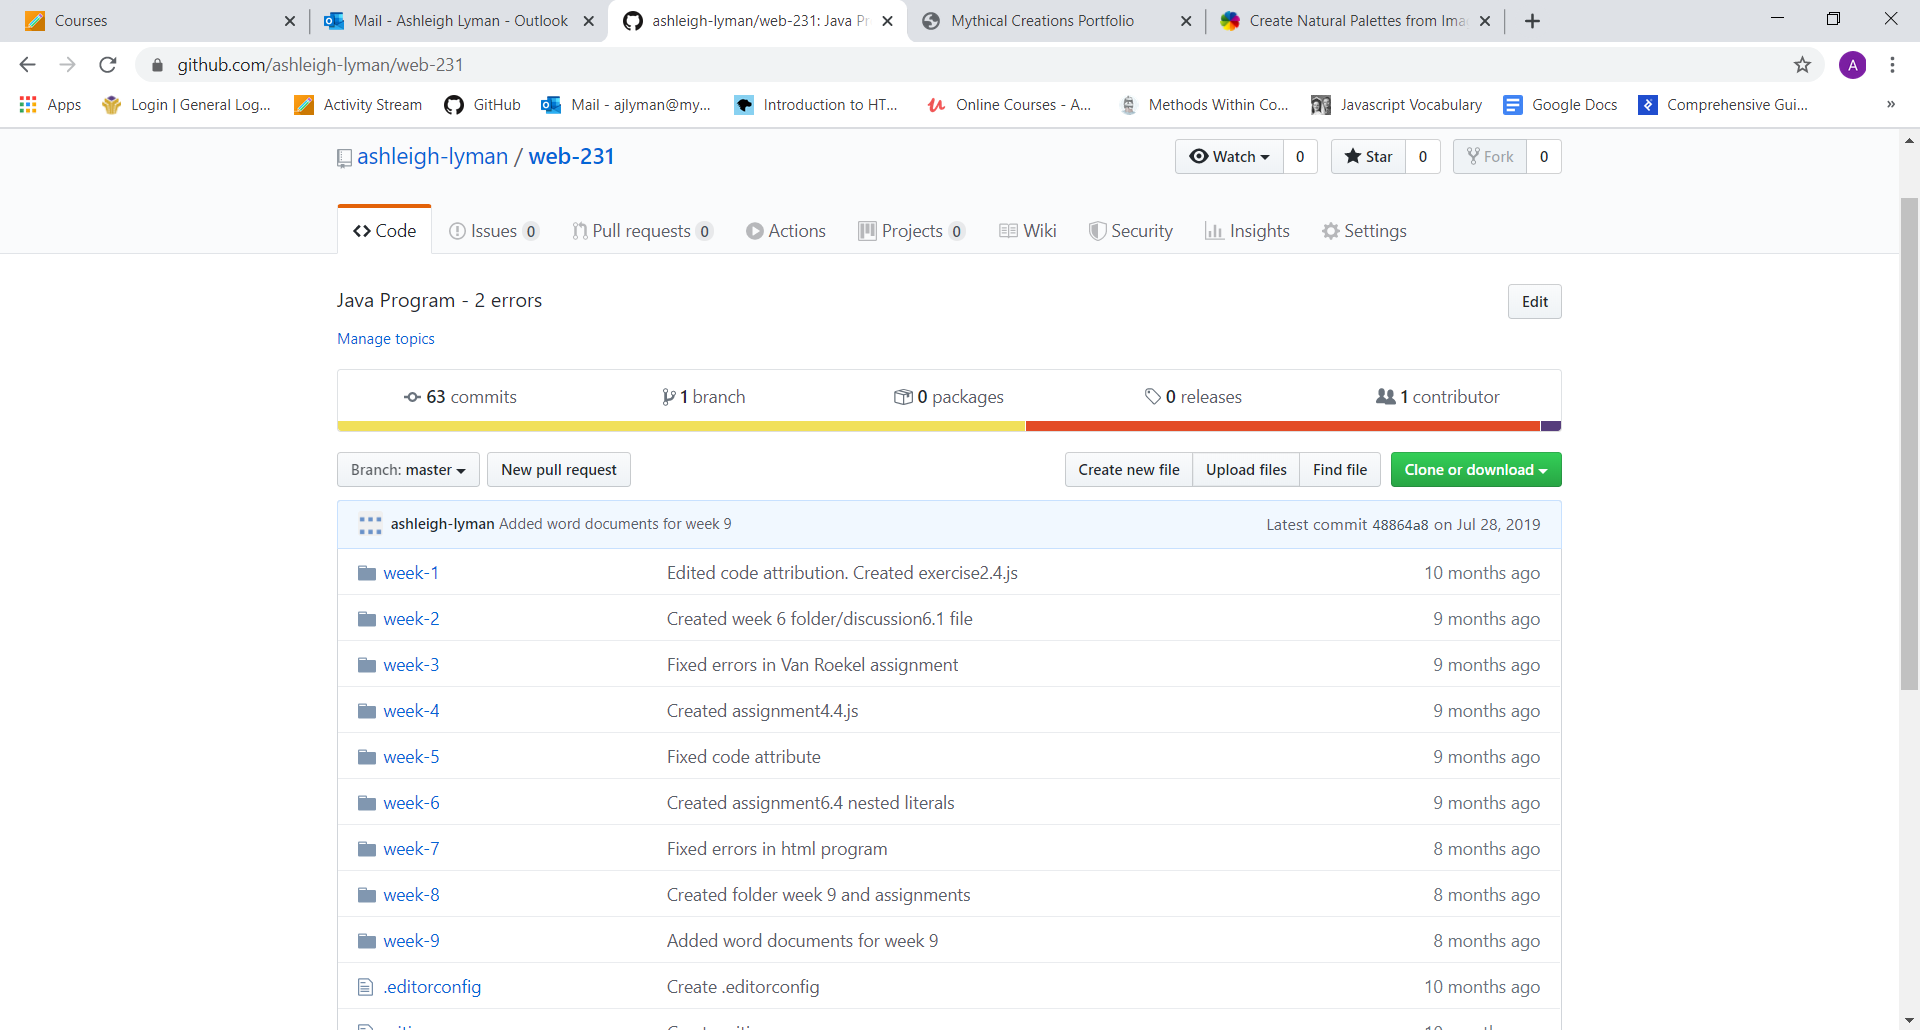 Courses
Mail - Ashleigh Lyman - Outlook
ashleigh-lyman/web-231: Java Pr
Mythical Creations Portfolio
Create Natural Palettes from Ima
github.com/ashleigh-lyman/web-231
A
Apps
Login | General Log...
Activity Stream
GitHub
Mail - ajlyman@my...
Introduction to HT...
Online Courses - A...
Methods Within Co...
Javascript Vocabulary
Google Docs
Comprehensive Gui...
»
ashleigh-lyman / web-231
Watch 0
Star 0
Fork 0
Code
Issues 0
Pull requests 0
Actions
Projects 0
Wiki
Security
Insights
Settings
Java Program - 2 errors
Edit
Manage topics
63 commits
1 branch
0 packages
0 releases
1 contributor
Branch: master
New pull request
Create new file
Upload files
Find file
Clone or download
ashleigh-lyman Added word documents for week 9
Latest commit 48864a8 on Jul 28, 2019
week-1 Edited code attribution. Created exercise2.4.js 10 months ago
week-2 Created week 6 folder/discussion6.1 file 9 months ago
week-3 Fixed errors in Van Roekel assignment 9 months ago
week-4 Created assignment4.4.js 9 months ago
week-5 Fixed code attribute 9 months ago
week-6 Created assignment6.4 nested literals 9 months ago
week-7 Fixed errors in html program 8 months ago
week-8 Created folder week 9 and assignments 8 months ago
week-9 Added word documents for week 9 8 months ago
.editorconfig Create .editorconfig 10 months ago